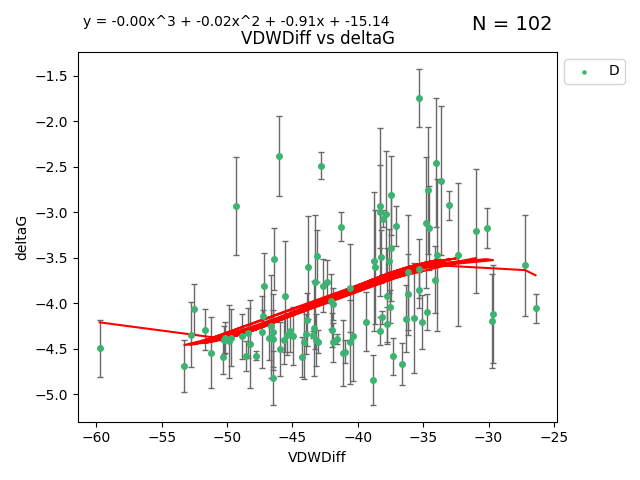 y = -0.00x^3 + -0.02x^2 + -0.91x + -15.14
N = 102
VDWDiff vs deltaG
D
deltaG
−1.5
−2.0
−2.5
−3.0
−3.5
−4.0
−4.5
−5.0
−60 −55 −50 −45 −40 −35 −30 −25
VDWDiff